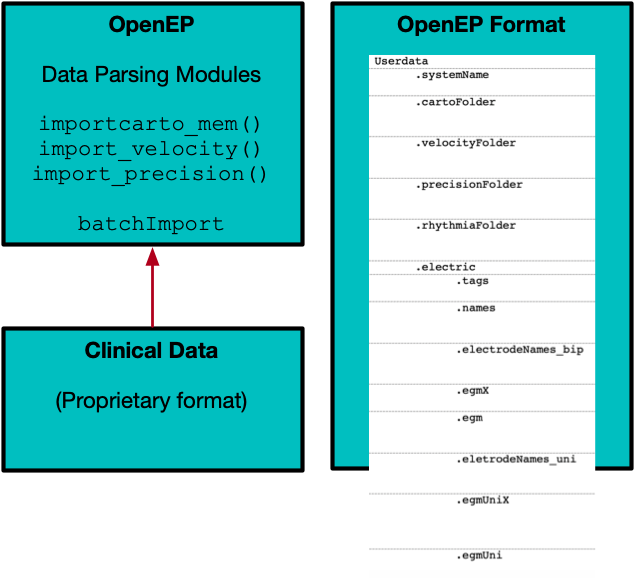 OpenEP
Data Parsing Modules
importcarto_mem()
import_velocity()
import_precision()
batchImport
Clinical Data
(Proprietary format)
OpenEP Format
Userdata
.systemName
.cartoFolder
.velocityFolder
.precisionFolder
.rhythmiaFolder
.electric
.tags
.names
.electrodeNames_bip
.egmX
.egm
.eletrodeNames_uni
.egmUniX
.egmUni